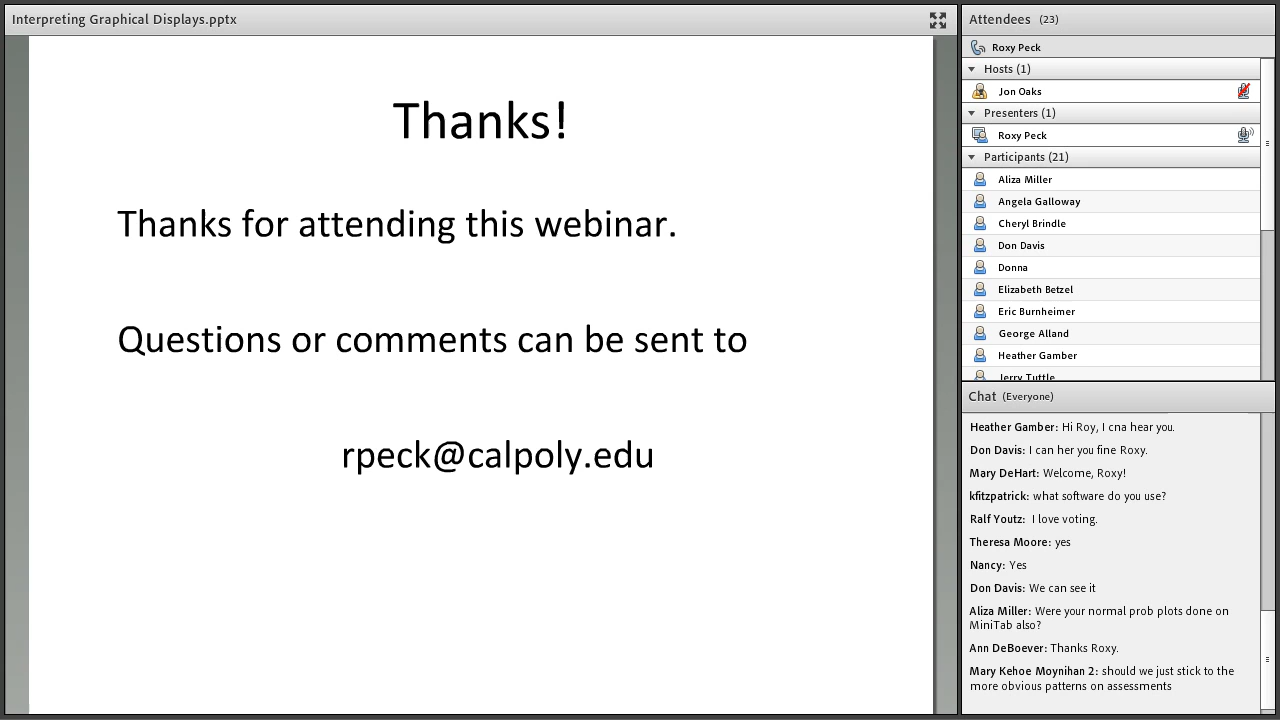 Interpreting Graphical Displays.pptx
Thanks!
Thanks for attending this webinar.
Questions or comments can be sent to
rpeck@calpoly.edu
Attendees (23)
Roxy Peck
Hosts (1)
Jon Oaks
Presenters (1)
Roxy Peck
Participants (21)
Aliza Miller
Angela Galloway
Cheryl Brindle
Don Davis
Donna
Elizabeth Betzel
Eric Burnheimer
George Alland
Heather Gamber
Jerry Tuttle
Chat (Everyone)
Heather Gamber: Hi Roy, I cna hear you.
Don Davis: I can her you fine Roxy.
Mary DeHart: Welcome, Roxy!
kfitzpatrick: what software do you use?
Ralf Youtz: I love voting.
Theresa Moore: yes
Nancy: Yes
Don Davis: We can see it
Aliza Miller: Were your normal prob plots done on
MiniTab also?
Ann DeBoever: Thanks Roxy.
Mary Kehoe Moynihan 2: should we just stick to the
more obvious patterns on assessments